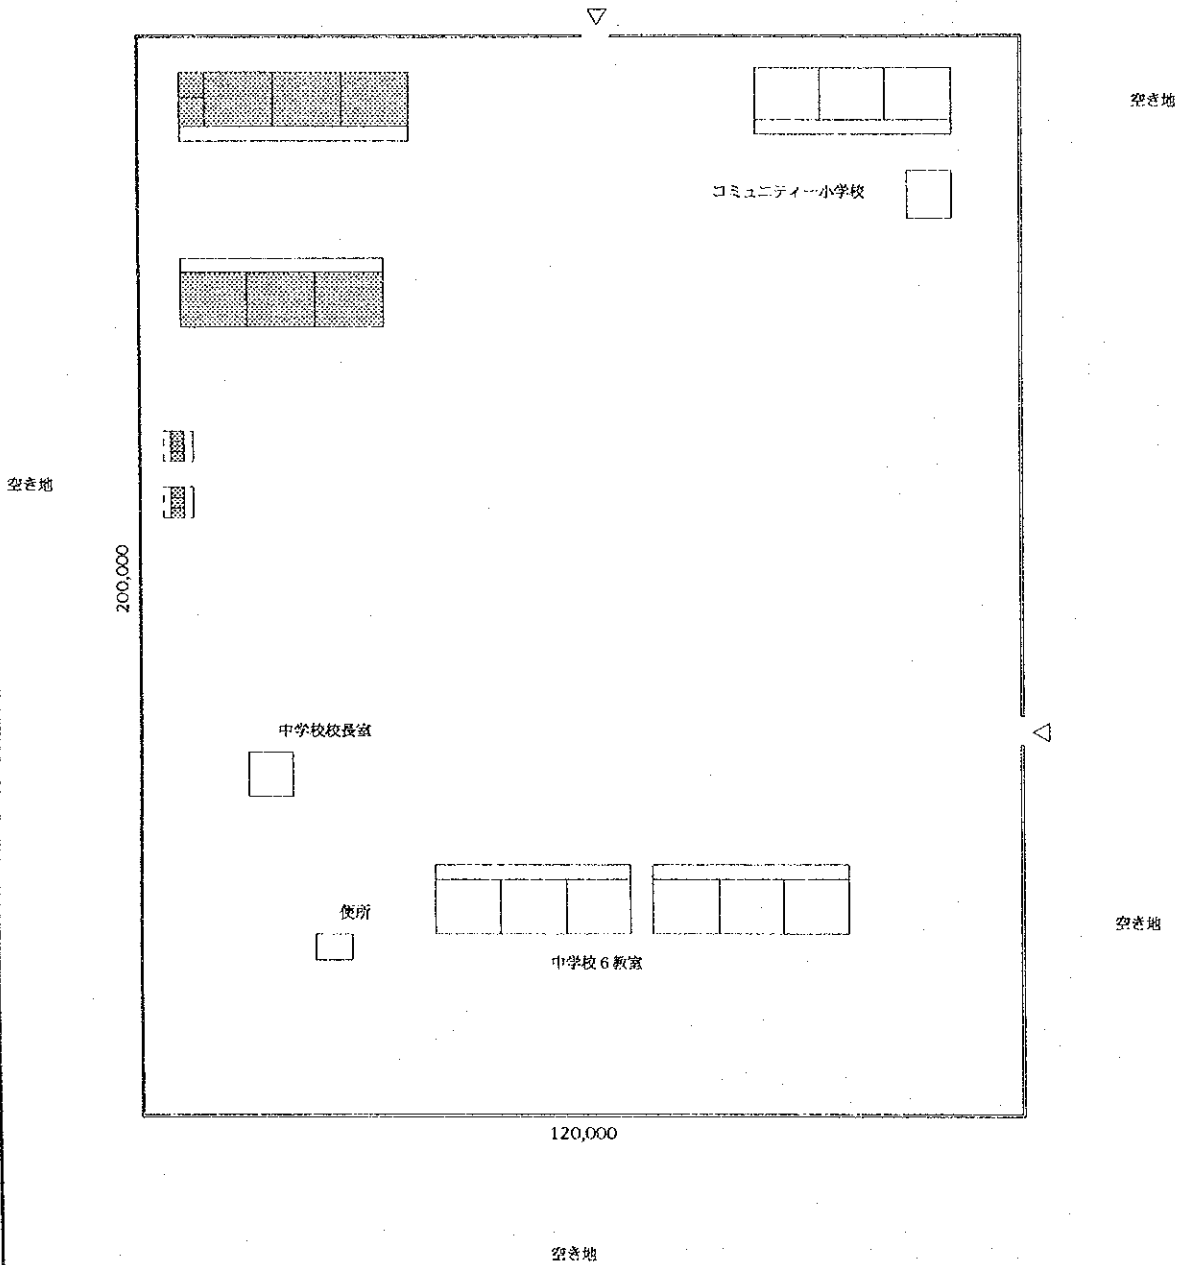 空き地
コミュニティー小学校
空き地
200,000
中学校校長室
便所
空き地
中学校6教室
120,000
空き地